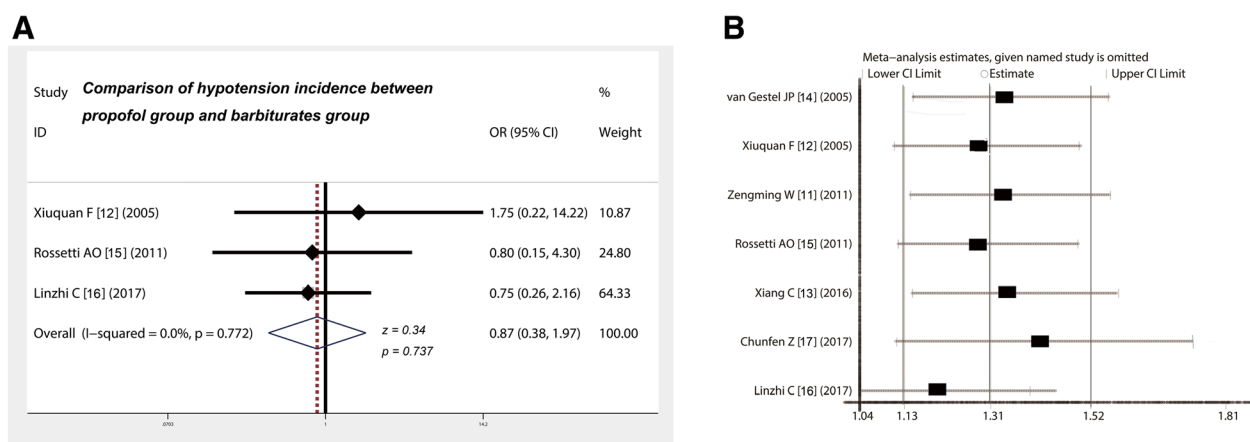 A
Study Comparison of hypotension incidence between
propofol group and barbiturates group
%
ID OR (95% CI) Weight
Xiuquan F [12] (2005) 1.75 (0.22, 14.22) 10.87
Rossetti AO [15] (2011) 0.80 (0.15, 4.30) 24.80
Linzhi C [16] (2017) 0.75 (0.26, 2.16) 64.33
Overall (I−squared = 0.0%, p = 0.772) 0.87 (0.38, 1.97) 100.00
z = 0.34
p = 0.737
.0703 1 14.2
B
Meta−analysis estimates, given named study is omitted
Lower CI Limit Estimate Upper CI Limit
van Gestel JP [14] (2005)
Xiuquan F [12] (2005)
Zengming W [11] (2011)
Rossetti AO [15] (2011)
Xiang C [13] (2016)
Chunfen Z [17] (2017)
Linzhi C [16] (2017)
1.04 1.13 1.31 1.52 1.81